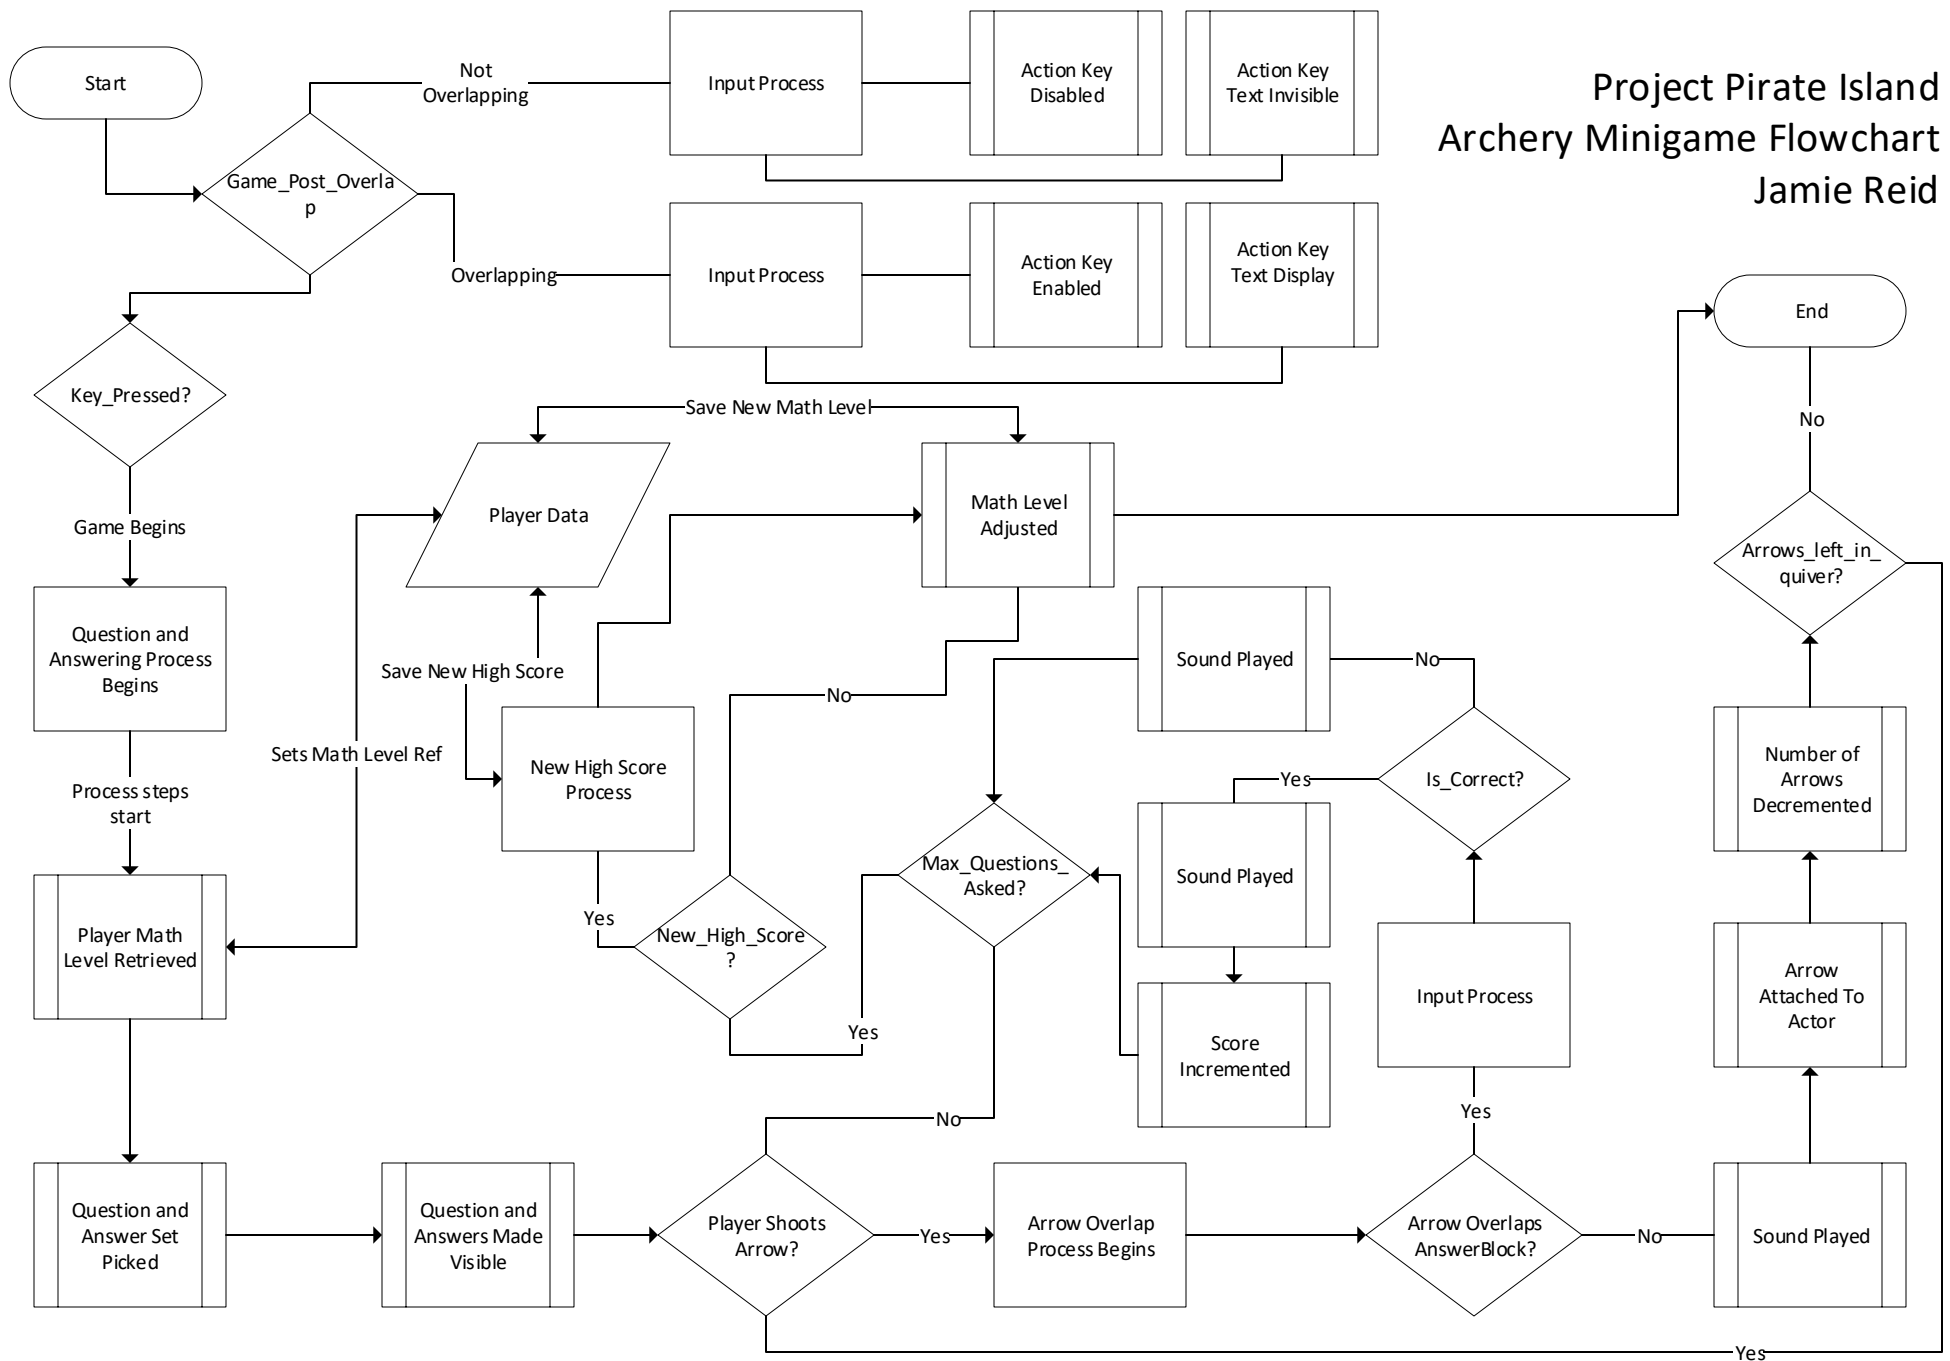 Project Pirate Island
Archery Minigame Flowchart
Jamie Reid
Start
Not
Overlapping
Input Process
Action Key
Disabled
Action Key
Text Invisible
Game_Post_Overla
p
Overlapping
Input Process
Action Key
Enabled
Action Key
Text Display
End
No
Key_Pressed?
Save New Math Level
Player Data
Math Level
Adjusted
Arrows_left_in_
quiver?
Game Begins
Question and
Answering Process
Begins
Save New High Score
No
Sound Played
No
Sets Math Level Ref
New High Score
Process
Yes
Is_Correct?
Number of
Arrows
Decremented
Process steps
start
Max_Questions_
Asked?
Sound Played
Yes
New_High_Score
?
Player Math
Level Retrieved
Input Process
Arrow
Attached To
Actor
Yes
Score
Incremented
No
Yes
Question and
Answer Set
Picked
Question and
Answers Made
Visible
Player Shoots
Arrow?
Yes
Arrow Overlap
Process Begins
Arrow Overlaps
AnswerBlock?
No
Sound Played
Yes